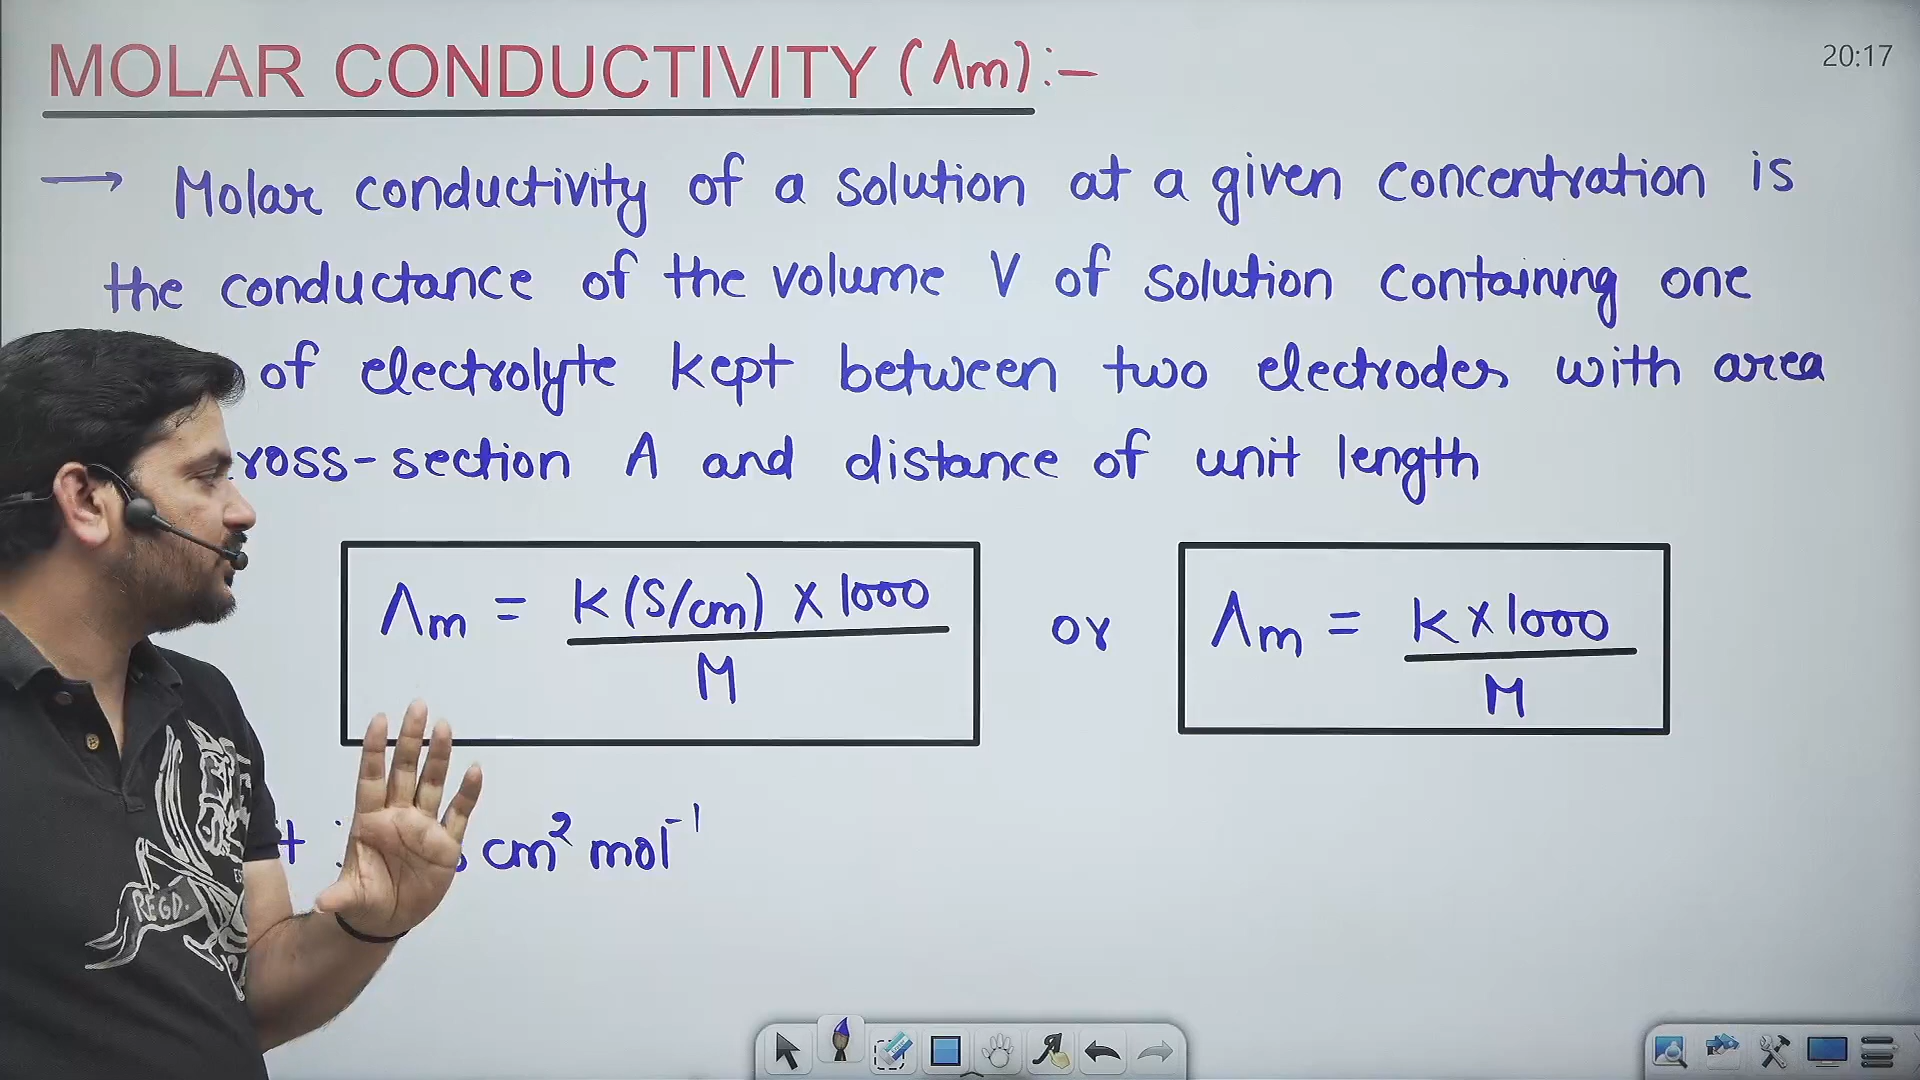 MOLAR CONDUCTIVITY (Λm):-
20:17
→ Molar conductivity of a solution at a given concentration is
the conductance of the volume V of solution containing one
of electrolyte kept between two electrodes with area
ross-section A and distance of unit length
Λm = K (S/cm) × 1000 / M
or
Λm = K × 1000 / M
cm² mol⁻¹
REGD.